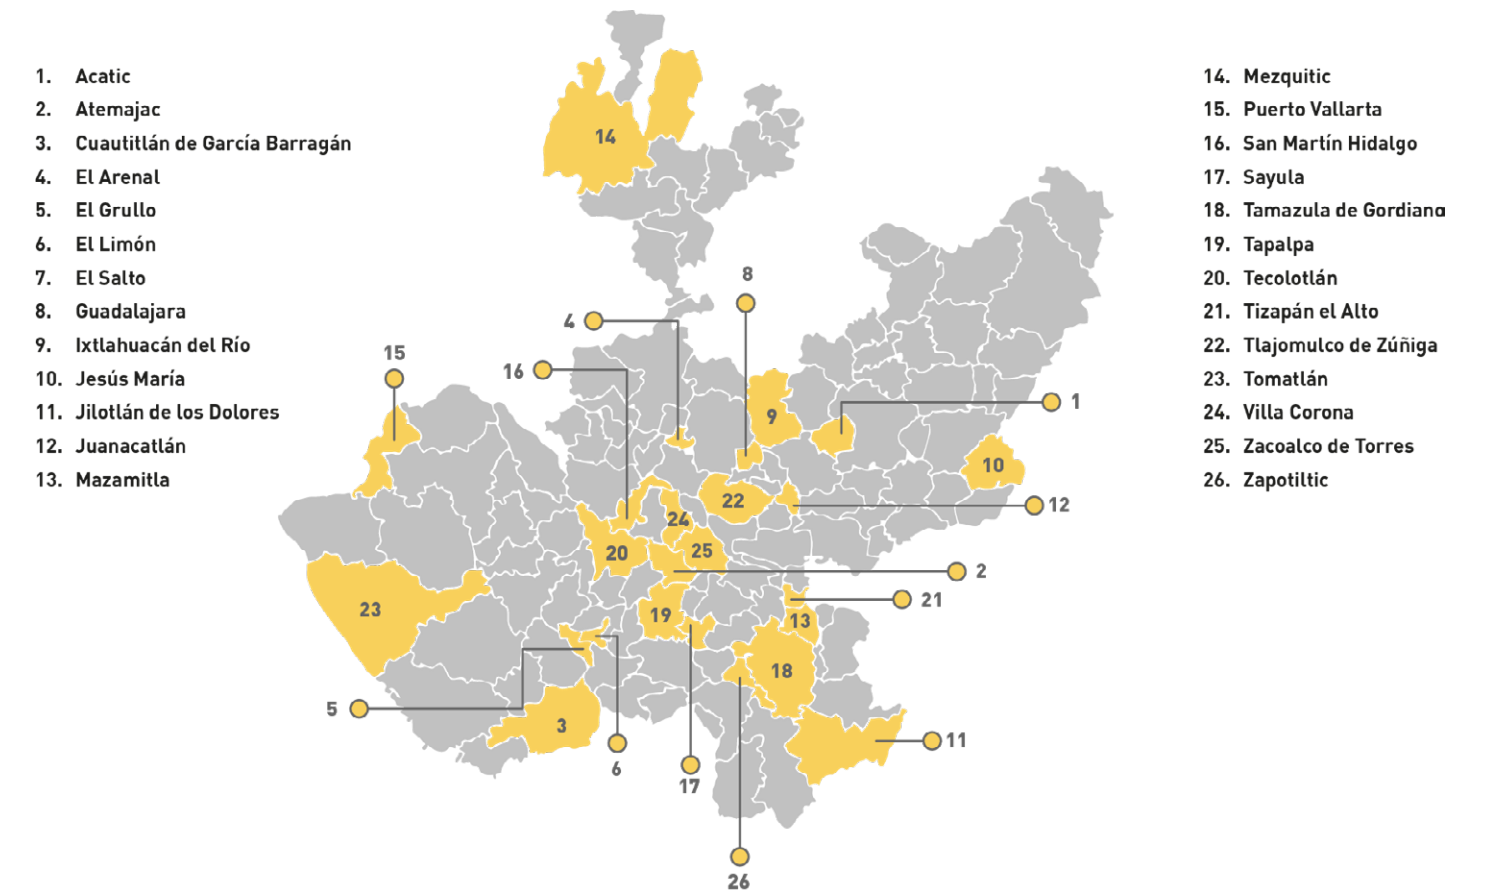 1. Acatic
2. Atemajac
3. Cuautitlán de García Barragán
4. El Arenal
5. El Grullo
6. El Limón
7. El Salto
8. Guadalajara
9. Ixtlahuacán del Río
10. Jesús María
11. Jilotlán de los Dolores
12. Juanacatlán
13. Mazamitla
14. Mezquitic
15. Puerto Vallarta
16. San Martín Hidalgo
17. Sayula
18. Tamazula de Gordiano
19. Tapalpa
20. Tecolotlán
21. Tizapán el Alto
22. Tlajomulco de Zúñiga
23. Tomatlán
24. Villa Corona
25. Zacoalco de Torres
26. Zapotiltic
14
8
4
15
16
9
1
10
22
12
24
20
25
2
21
23
19
13
18
5
3
11
6
17
26